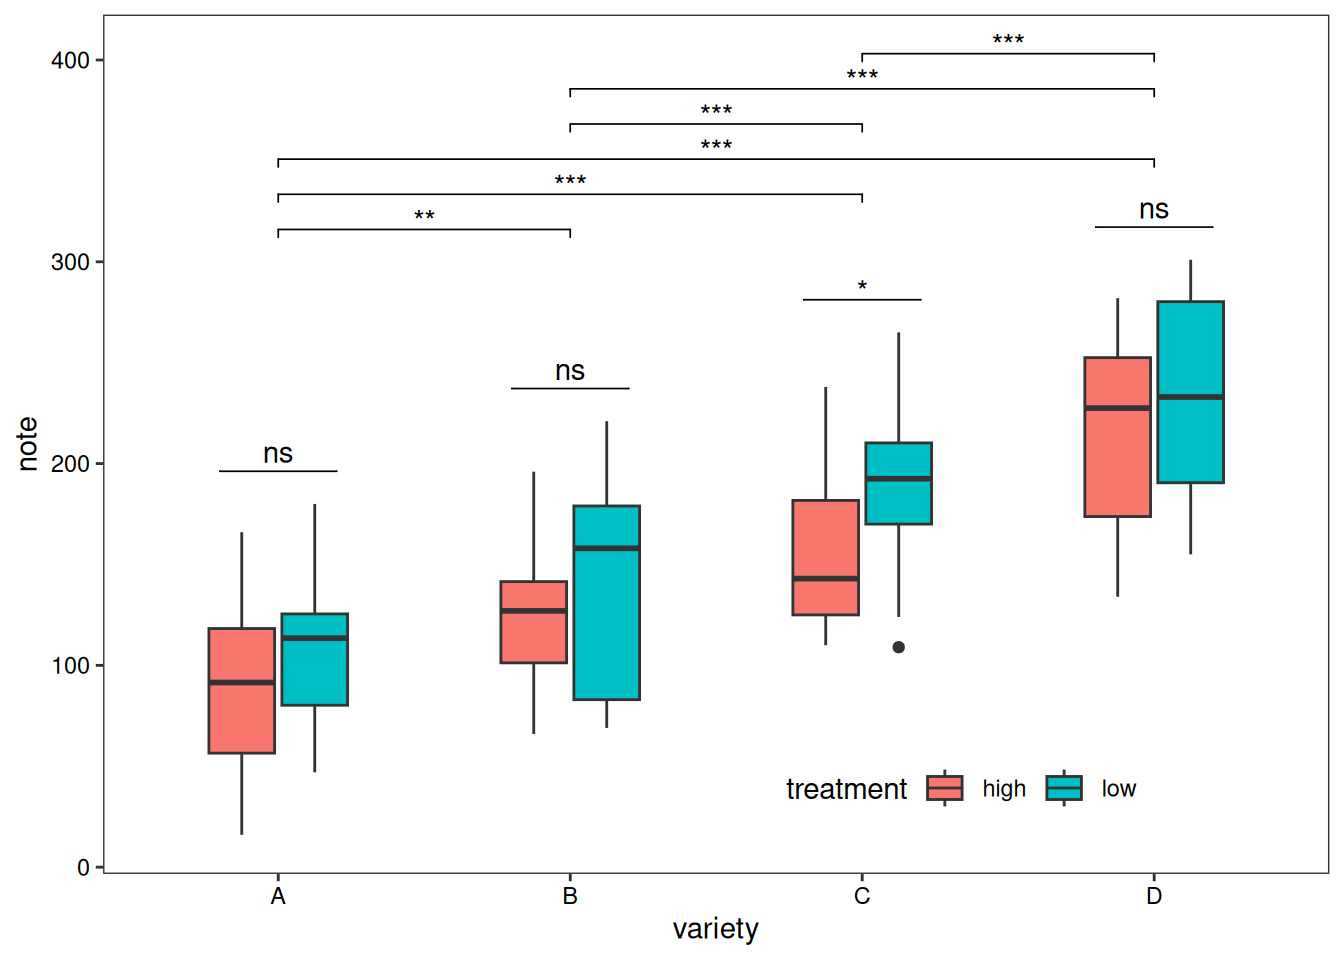 400
300
200
100
0
note
***
***
***
***
***
**
ns
*
ns
ns
treatment high low
A B C D
variety